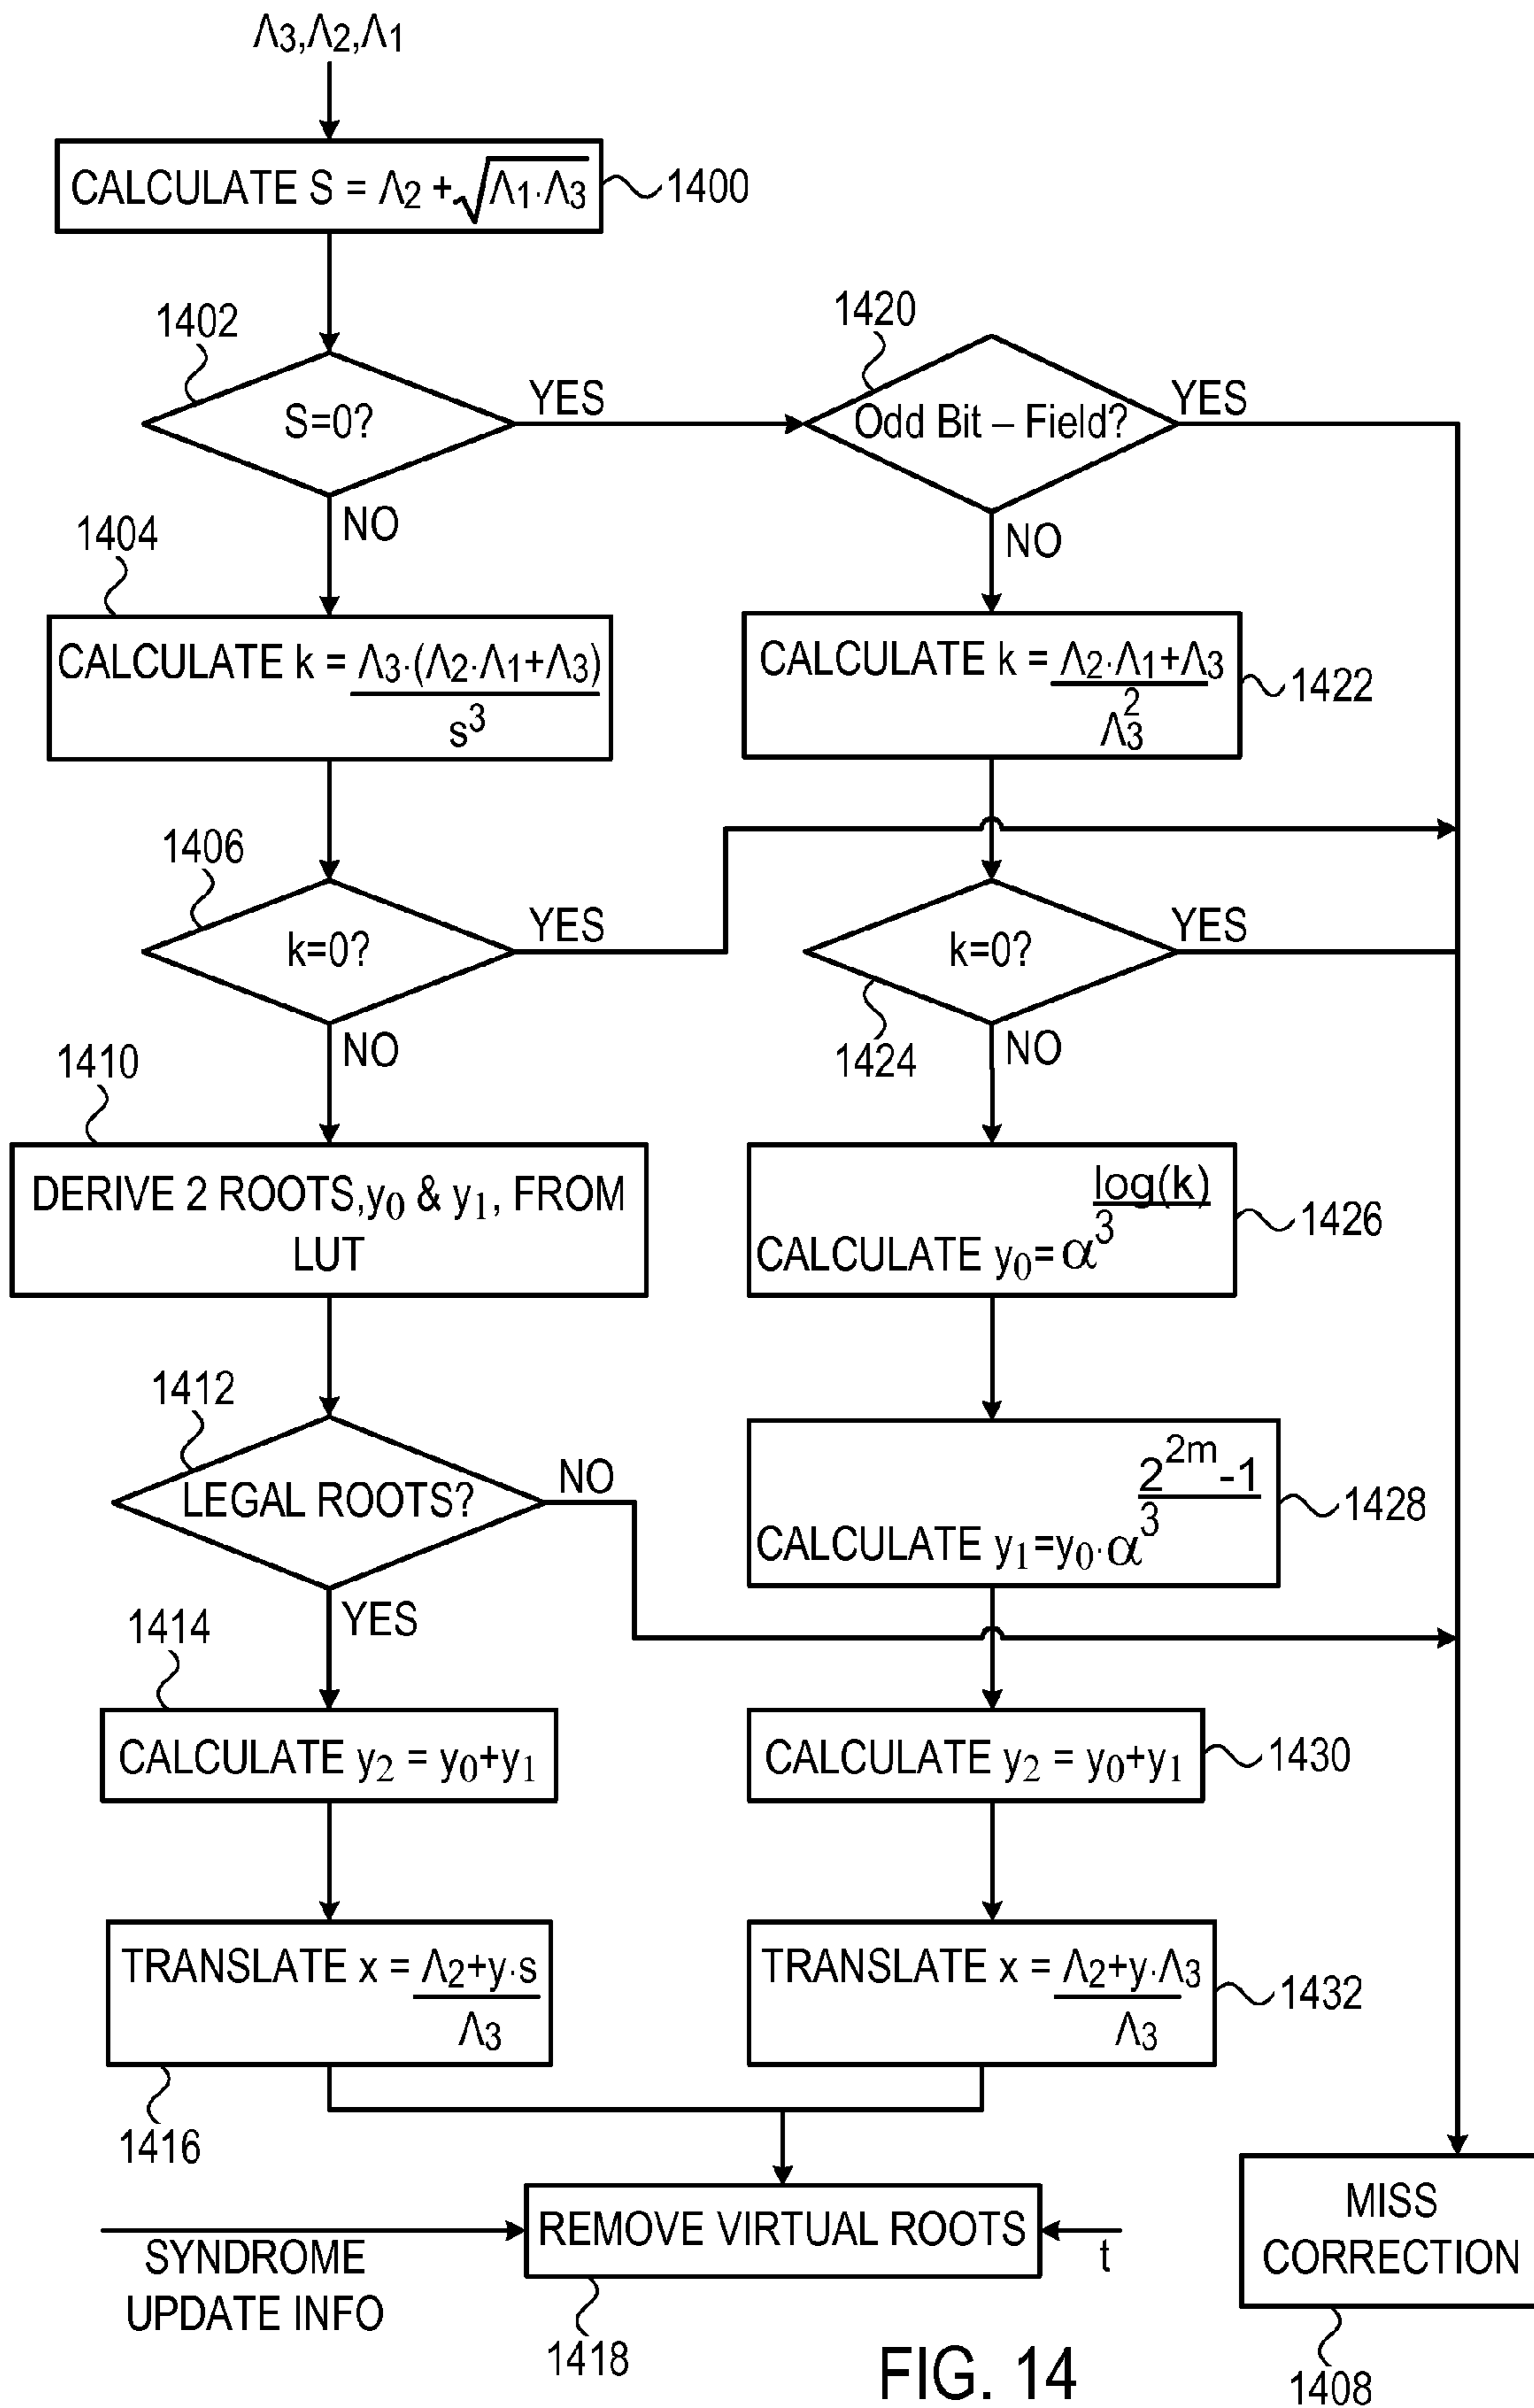 Λ3,Λ2,Λ1
CALCULATE S = Λ2 + √Λ1·Λ3
1400
1402
S=0?
YES
NO
1420
Odd Bit – Field?
YES
NO
1404
CALCULATE k = Λ3·(Λ2·Λ1+Λ3)
s3
CALCULATE k = Λ2·Λ1+Λ3
Λ3 2
1422
1406
k=0?
YES
NO
k=0?
YES
1424
NO
1410
DERIVE 2 ROOTS,y0 & y1, FROM
LUT
log(k)
3
CALCULATE y0= α
1426
1412
LEGAL ROOTS?
NO
YES
2 2m -1
3
CALCULATE y1=y0·α
1428
1414
CALCULATE y2 = y0+y1
CALCULATE y2 = y0+y1
1430
TRANSLATE x = Λ2+y·s
Λ3
1416
TRANSLATE x = Λ2+y·Λ3
Λ3
1432
REMOVE VIRTUAL ROOTS
SYNDROME
UPDATE INFO
t
1418
MISS
CORRECTION
1408
FIG. 14